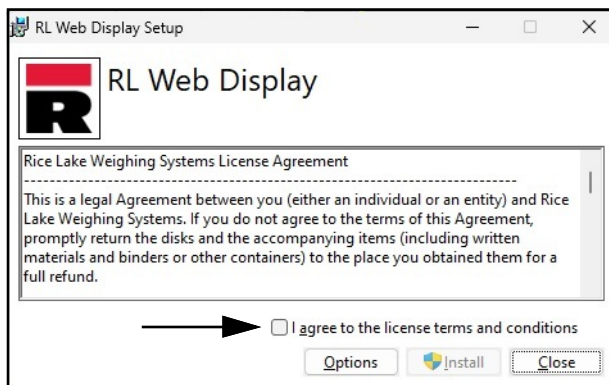 RL Web Display Setup
RL Web Display
R
Rice Lake Weighing Systems License Agreement
--------------------------------------------------------------------------------
This is a legal Agreement between you (either an individual or an entity) and Rice
Lake Weighing Systems. If you do not agree to the terms of this Agreement,
promptly return the disks and the accompanying items (including written
materials and binders or other containers) to the place you obtained them for a
full refund.
I agree to the license terms and conditions
Options Install Close